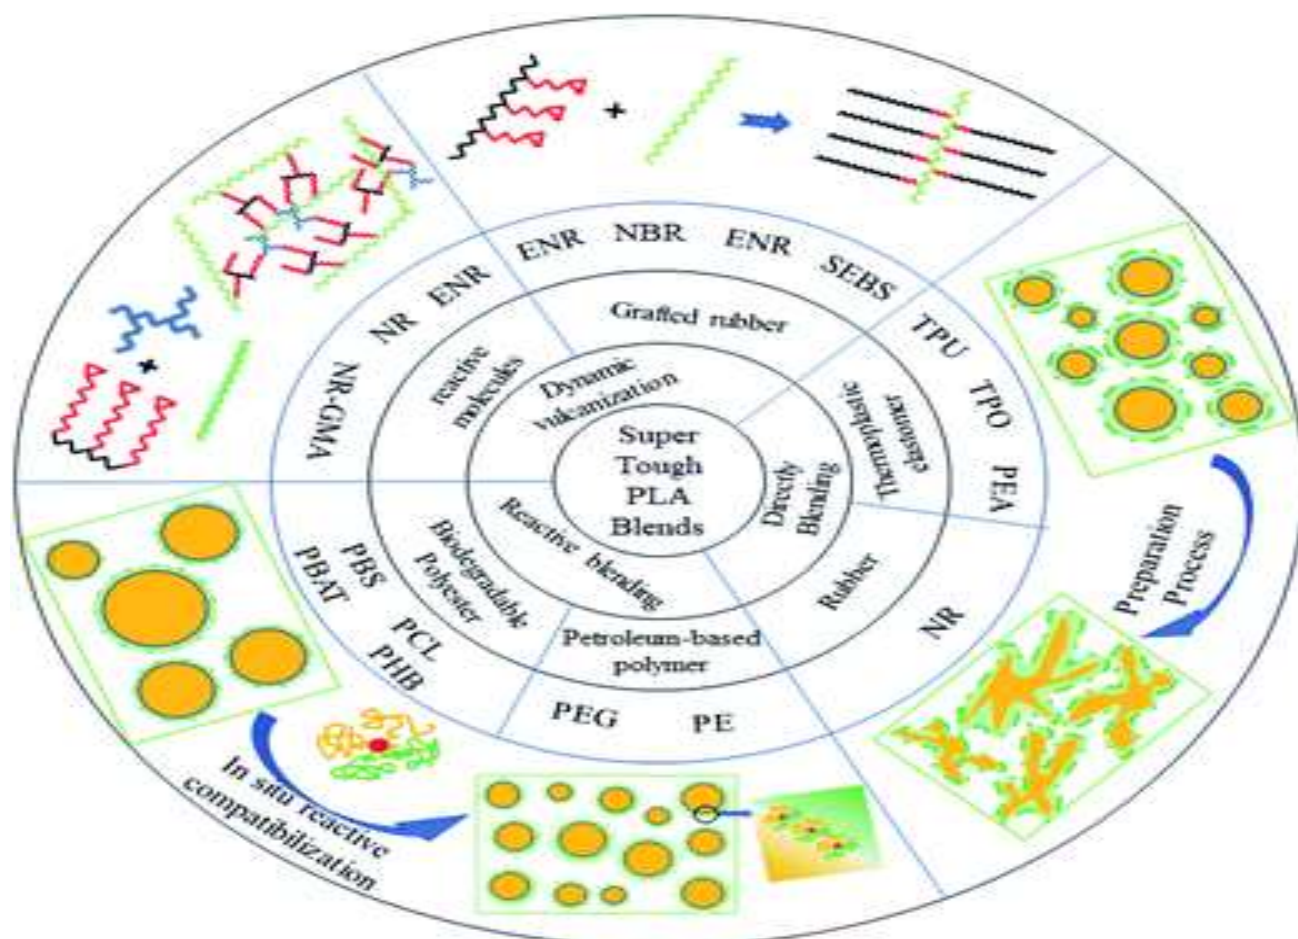 Super
Tough
PLA
Blends
Dynamic
vulcanization
Directly
Blending
Reactive blending
Grafted rubber
reactive
molecules
Thermoplastic
elastomer
Rubber
Petroleum-based
polymer
Biodegradable
Polyester
ENR
NBR
ENR
SEBS
TPU
TPO
PEA
NR
PE
PEG
PCL
PHB
PBS
PBAT
NR-GMA
NR
ENR
+
+
Preparation
Process
In situ reactive
compatibilization